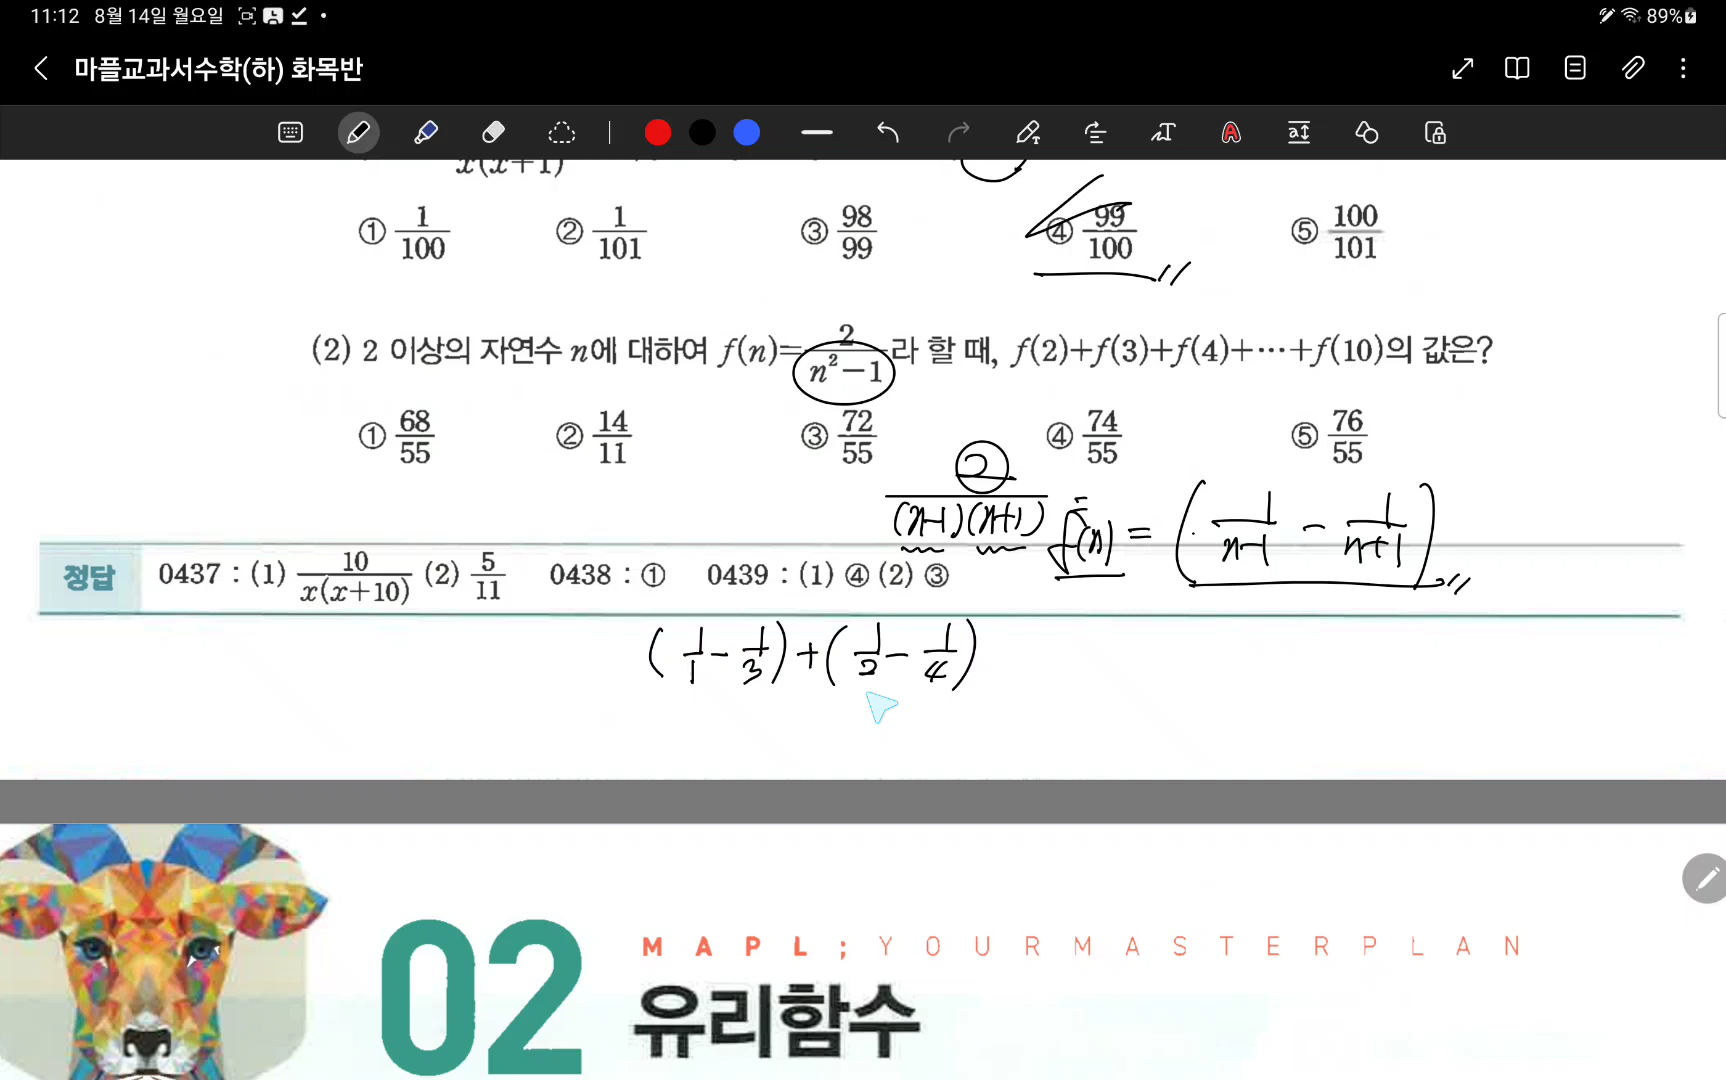 11:12 8월 14일 월요일
89%
마플교과서수학(하) 화목반
x(x+1)
① 1/100 ② 1/101 ③ 98/99 ④ 99/100 ⑤ 100/101
(2) 2 이상의 자연수 n에 대하여 f(n)=2/(n²−1)라 할 때, f(2)+f(3)+f(4)+⋯+f(10)의 값은?
① 68/55 ② 14/11 ③ 72/55 ④ 74/55 ⑤ 76/55
2/((n-1)(n+1)) f(n) = (1/(n-1) - 1/(n+1))
정답 0437 : (1) 10/(x(x+10)) (2) 5/11 0438 : ① 0439 : (1) ④ (2) ③
(1/1 - 1/3) + (1/2 - 1/4)
02
MAPL; YOURMASTERPLAN
유리함수